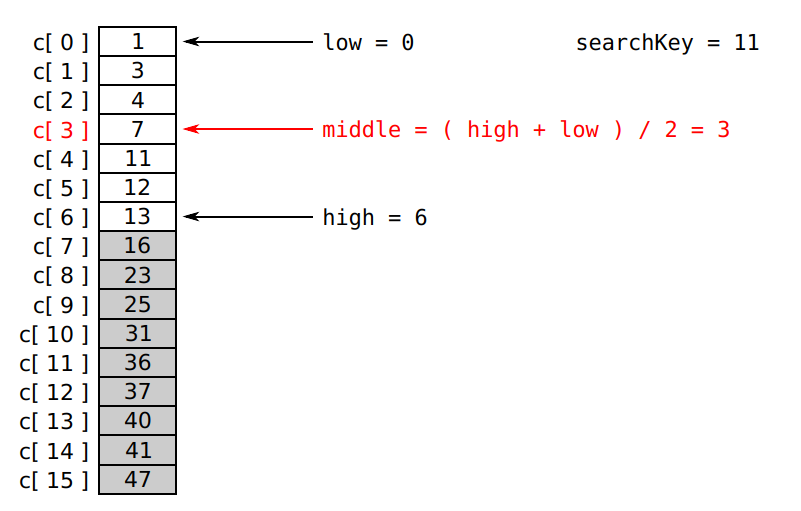 c[ 0 ] 1 low = 0 searchKey = 11
c[ 1 ] 3
c[ 2 ] 4
c[ 3 ] 7 middle = ( high + low ) / 2 = 3
c[ 4 ] 11
c[ 5 ] 12
c[ 6 ] 13 high = 6
c[ 7 ] 16
c[ 8 ] 23
c[ 9 ] 25
c[ 10 ] 31
c[ 11 ] 36
c[ 12 ] 37
c[ 13 ] 40
c[ 14 ] 41
c[ 15 ] 47